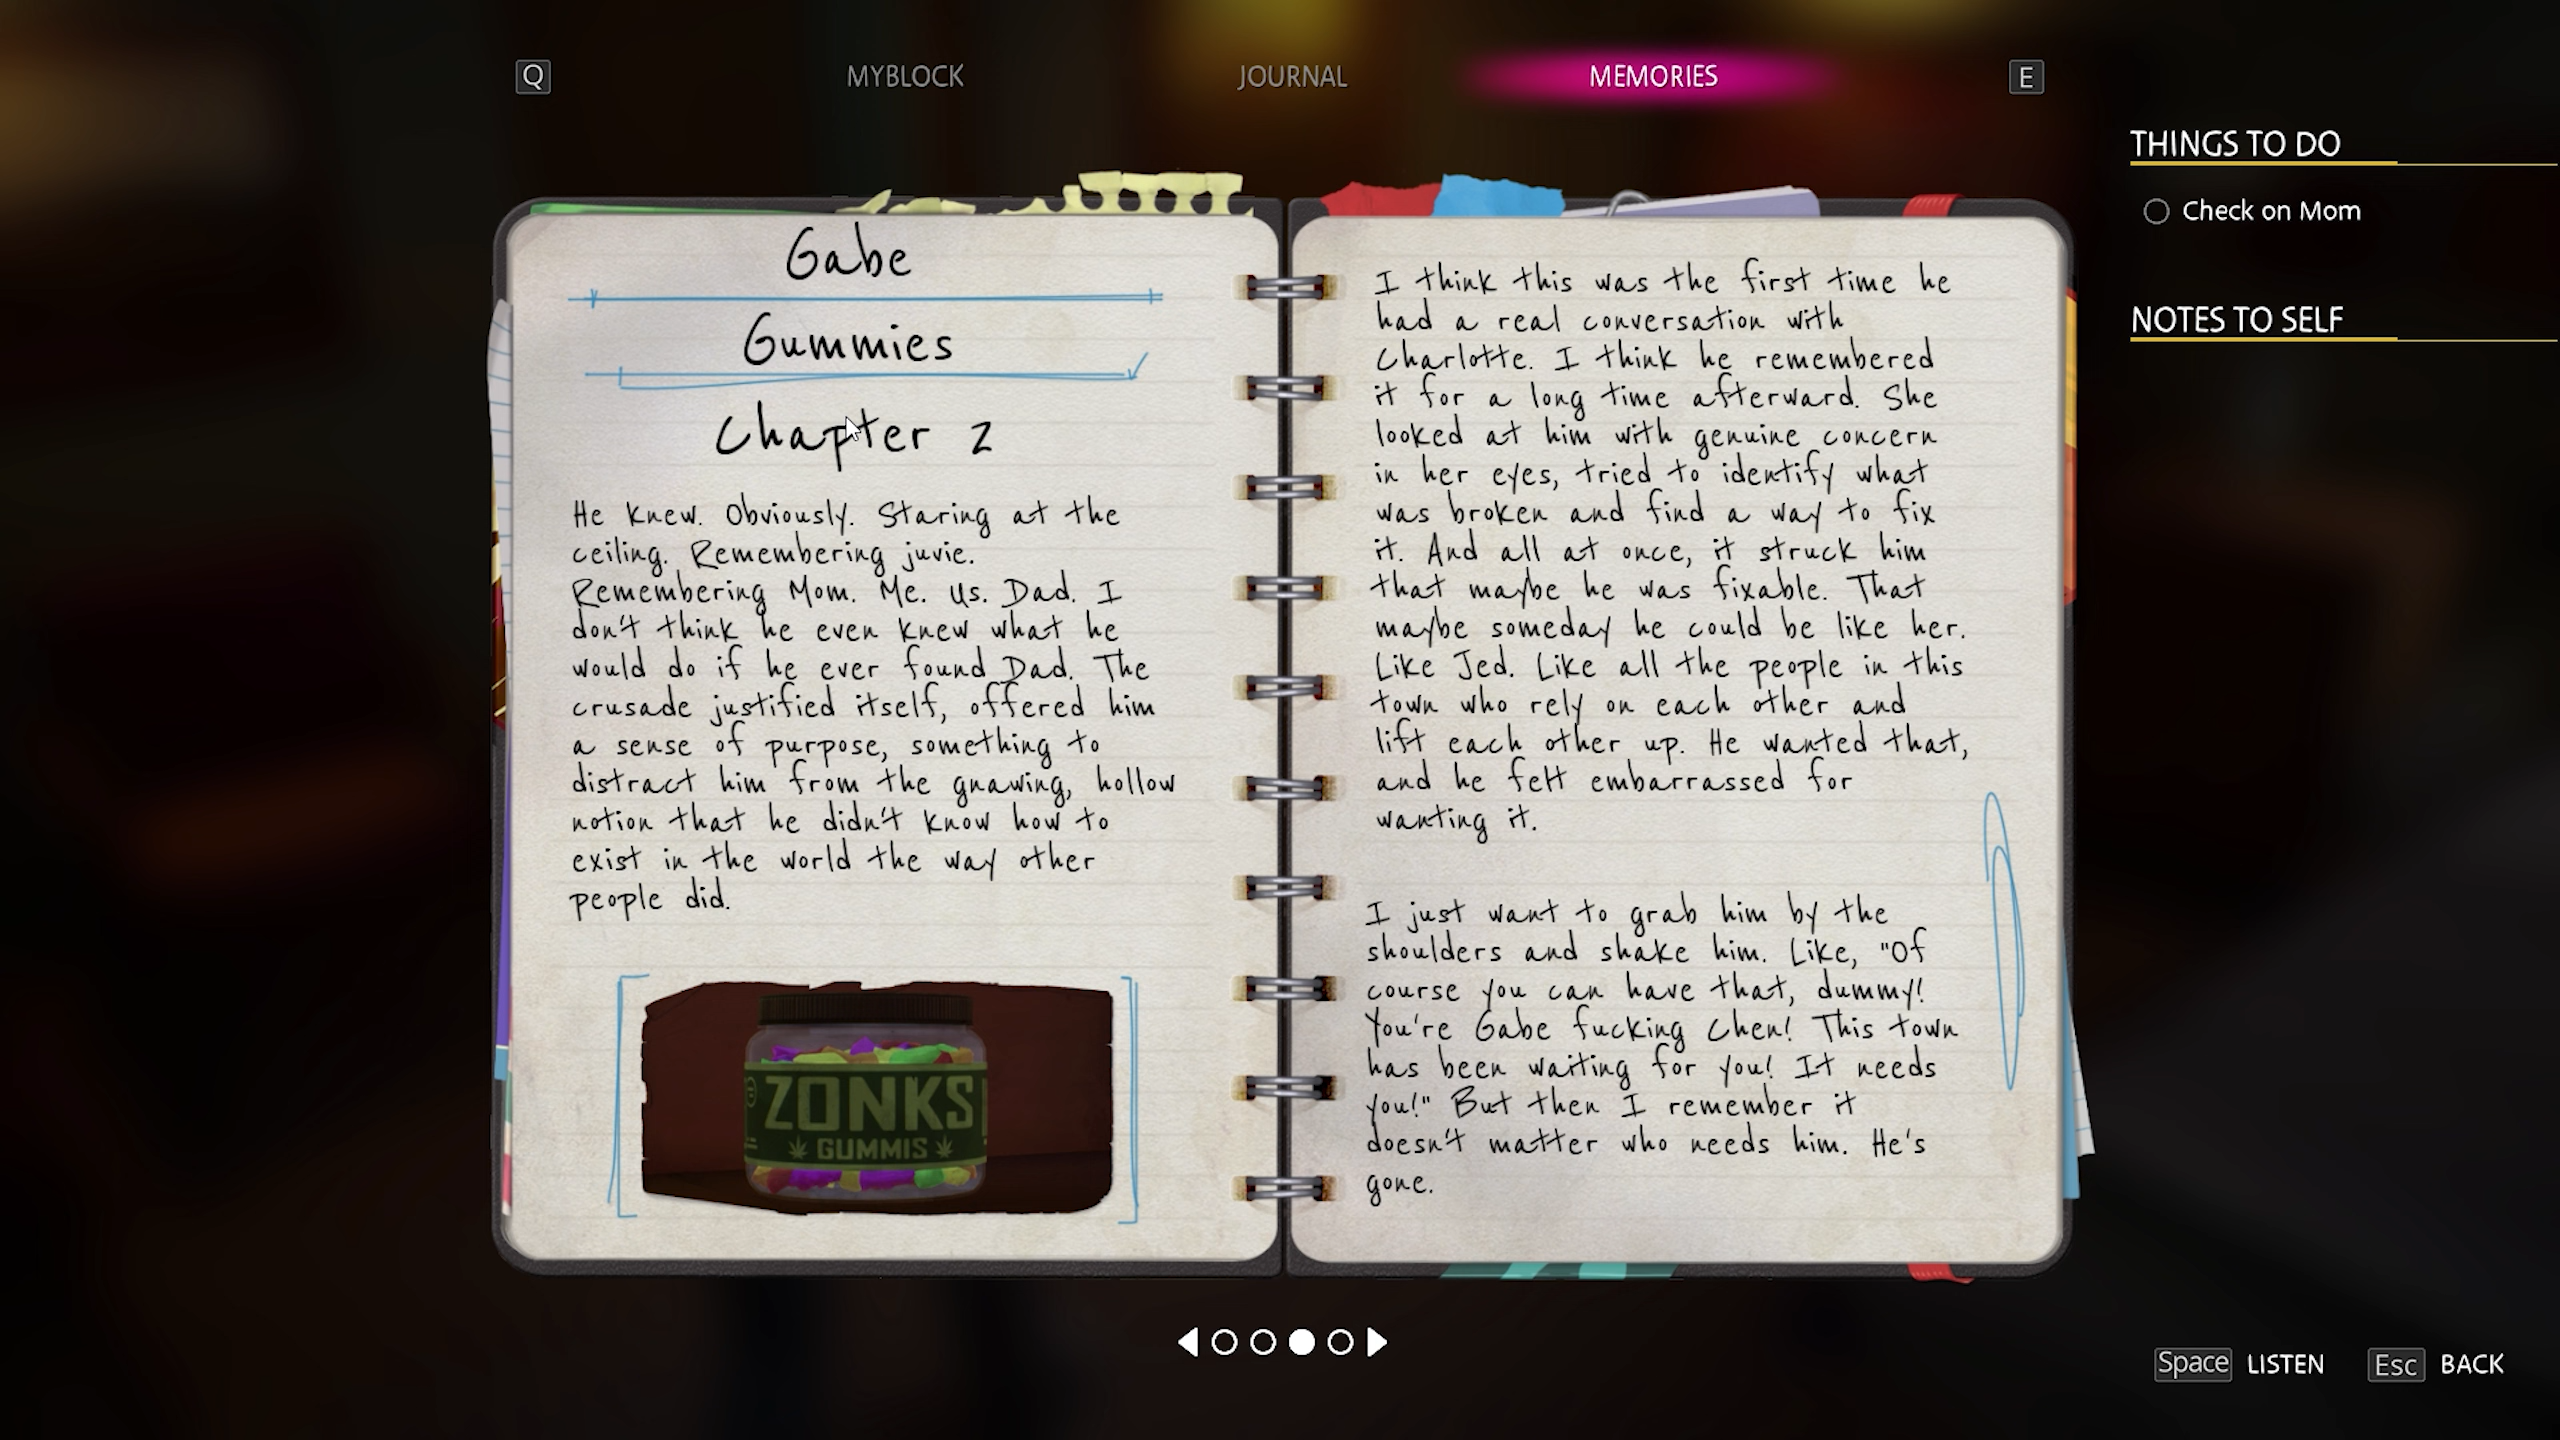 Q
MYBLOCK
JOURNAL
MEMORIES
E
Gabe
Gummies
Chapter 2
He knew. Obviously. Staring at the
ceiling. Remembering juvie.
Remembering Mom. Me. Us. Dad. I
don't think he even knew what he
would do if he ever found Dad. The
crusade justified itself, offered him
a sense of purpose, something to
distract him from the gnawing, hollow
notion that he didn't know how to
exist in the world the way other
people did.
ZONKS
GUMMIS
I think this was the first time he
had a real conversation with
Charlotte. I think he remembered
it for a long time afterward. She
looked at him with genuine concern
in her eyes, tried to identify what
was broken and find a way to fix
it. And all at once, it struck him
that maybe he was fixable. That
maybe someday he could be like her.
Like Jed. Like all the people in this
town who rely on each other and
lift each other up. He wanted that,
and he felt embarrassed for
wanting it.
I just want to grab him by the
shoulders and shake him. Like, "Of
course you can have that, dummy!
You're Gabe fucking Chen! This town
has been waiting for you! It needs
you!" But then I remember it
doesn't matter who needs him. He's
gone.
THINGS TO DO
Check on Mom
NOTES TO SELF
Space LISTEN Esc BACK